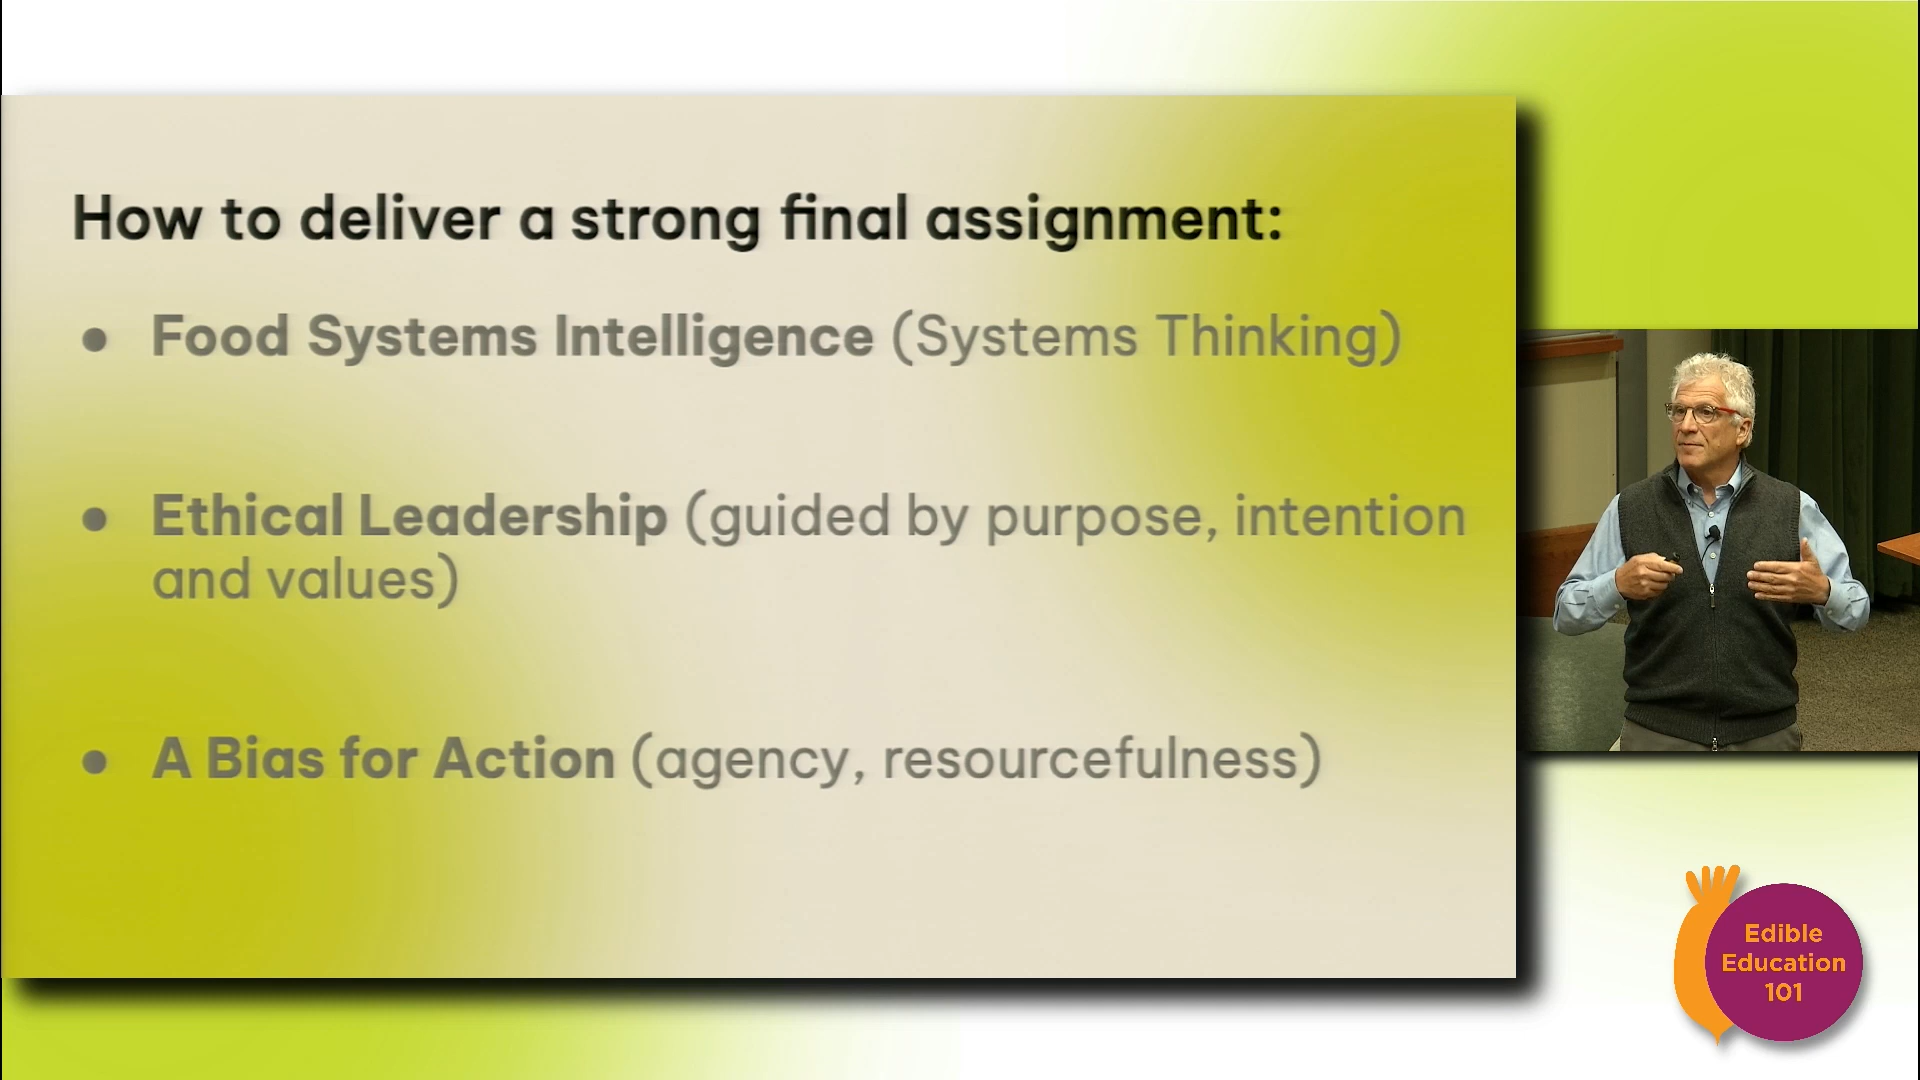 How to deliver a strong final assignment:
● Food Systems Intelligence (Systems Thinking)
● Ethical Leadership (guided by purpose, intention
and values)
● A Bias for Action (agency, resourcefulness)
Edible
Education
101